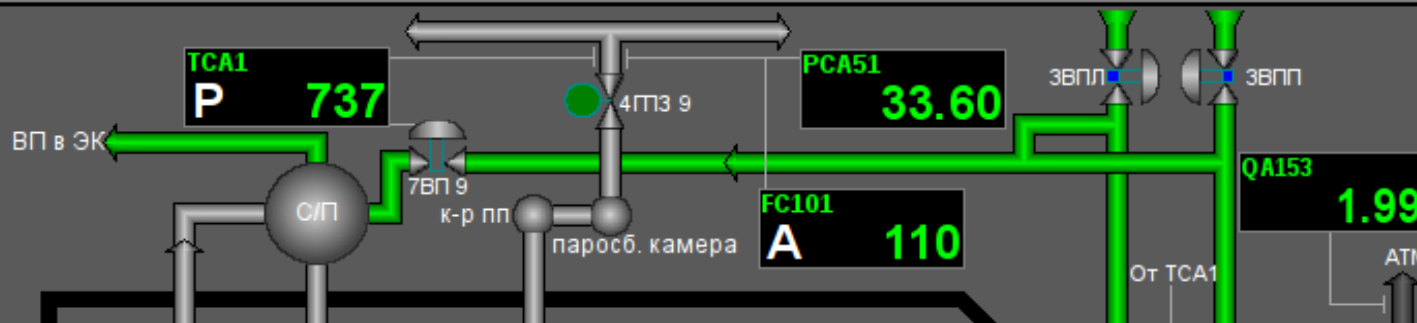 TCA1
P 737
PCA51
33.60
ЗВПЛ
ЗВПП
4ГПЗ 9
ВП в ЭК
7ВП 9
QA153
1.99
С/П
к-р пп
FC101
A 110
паросб. камера
От TCA1
АТМ